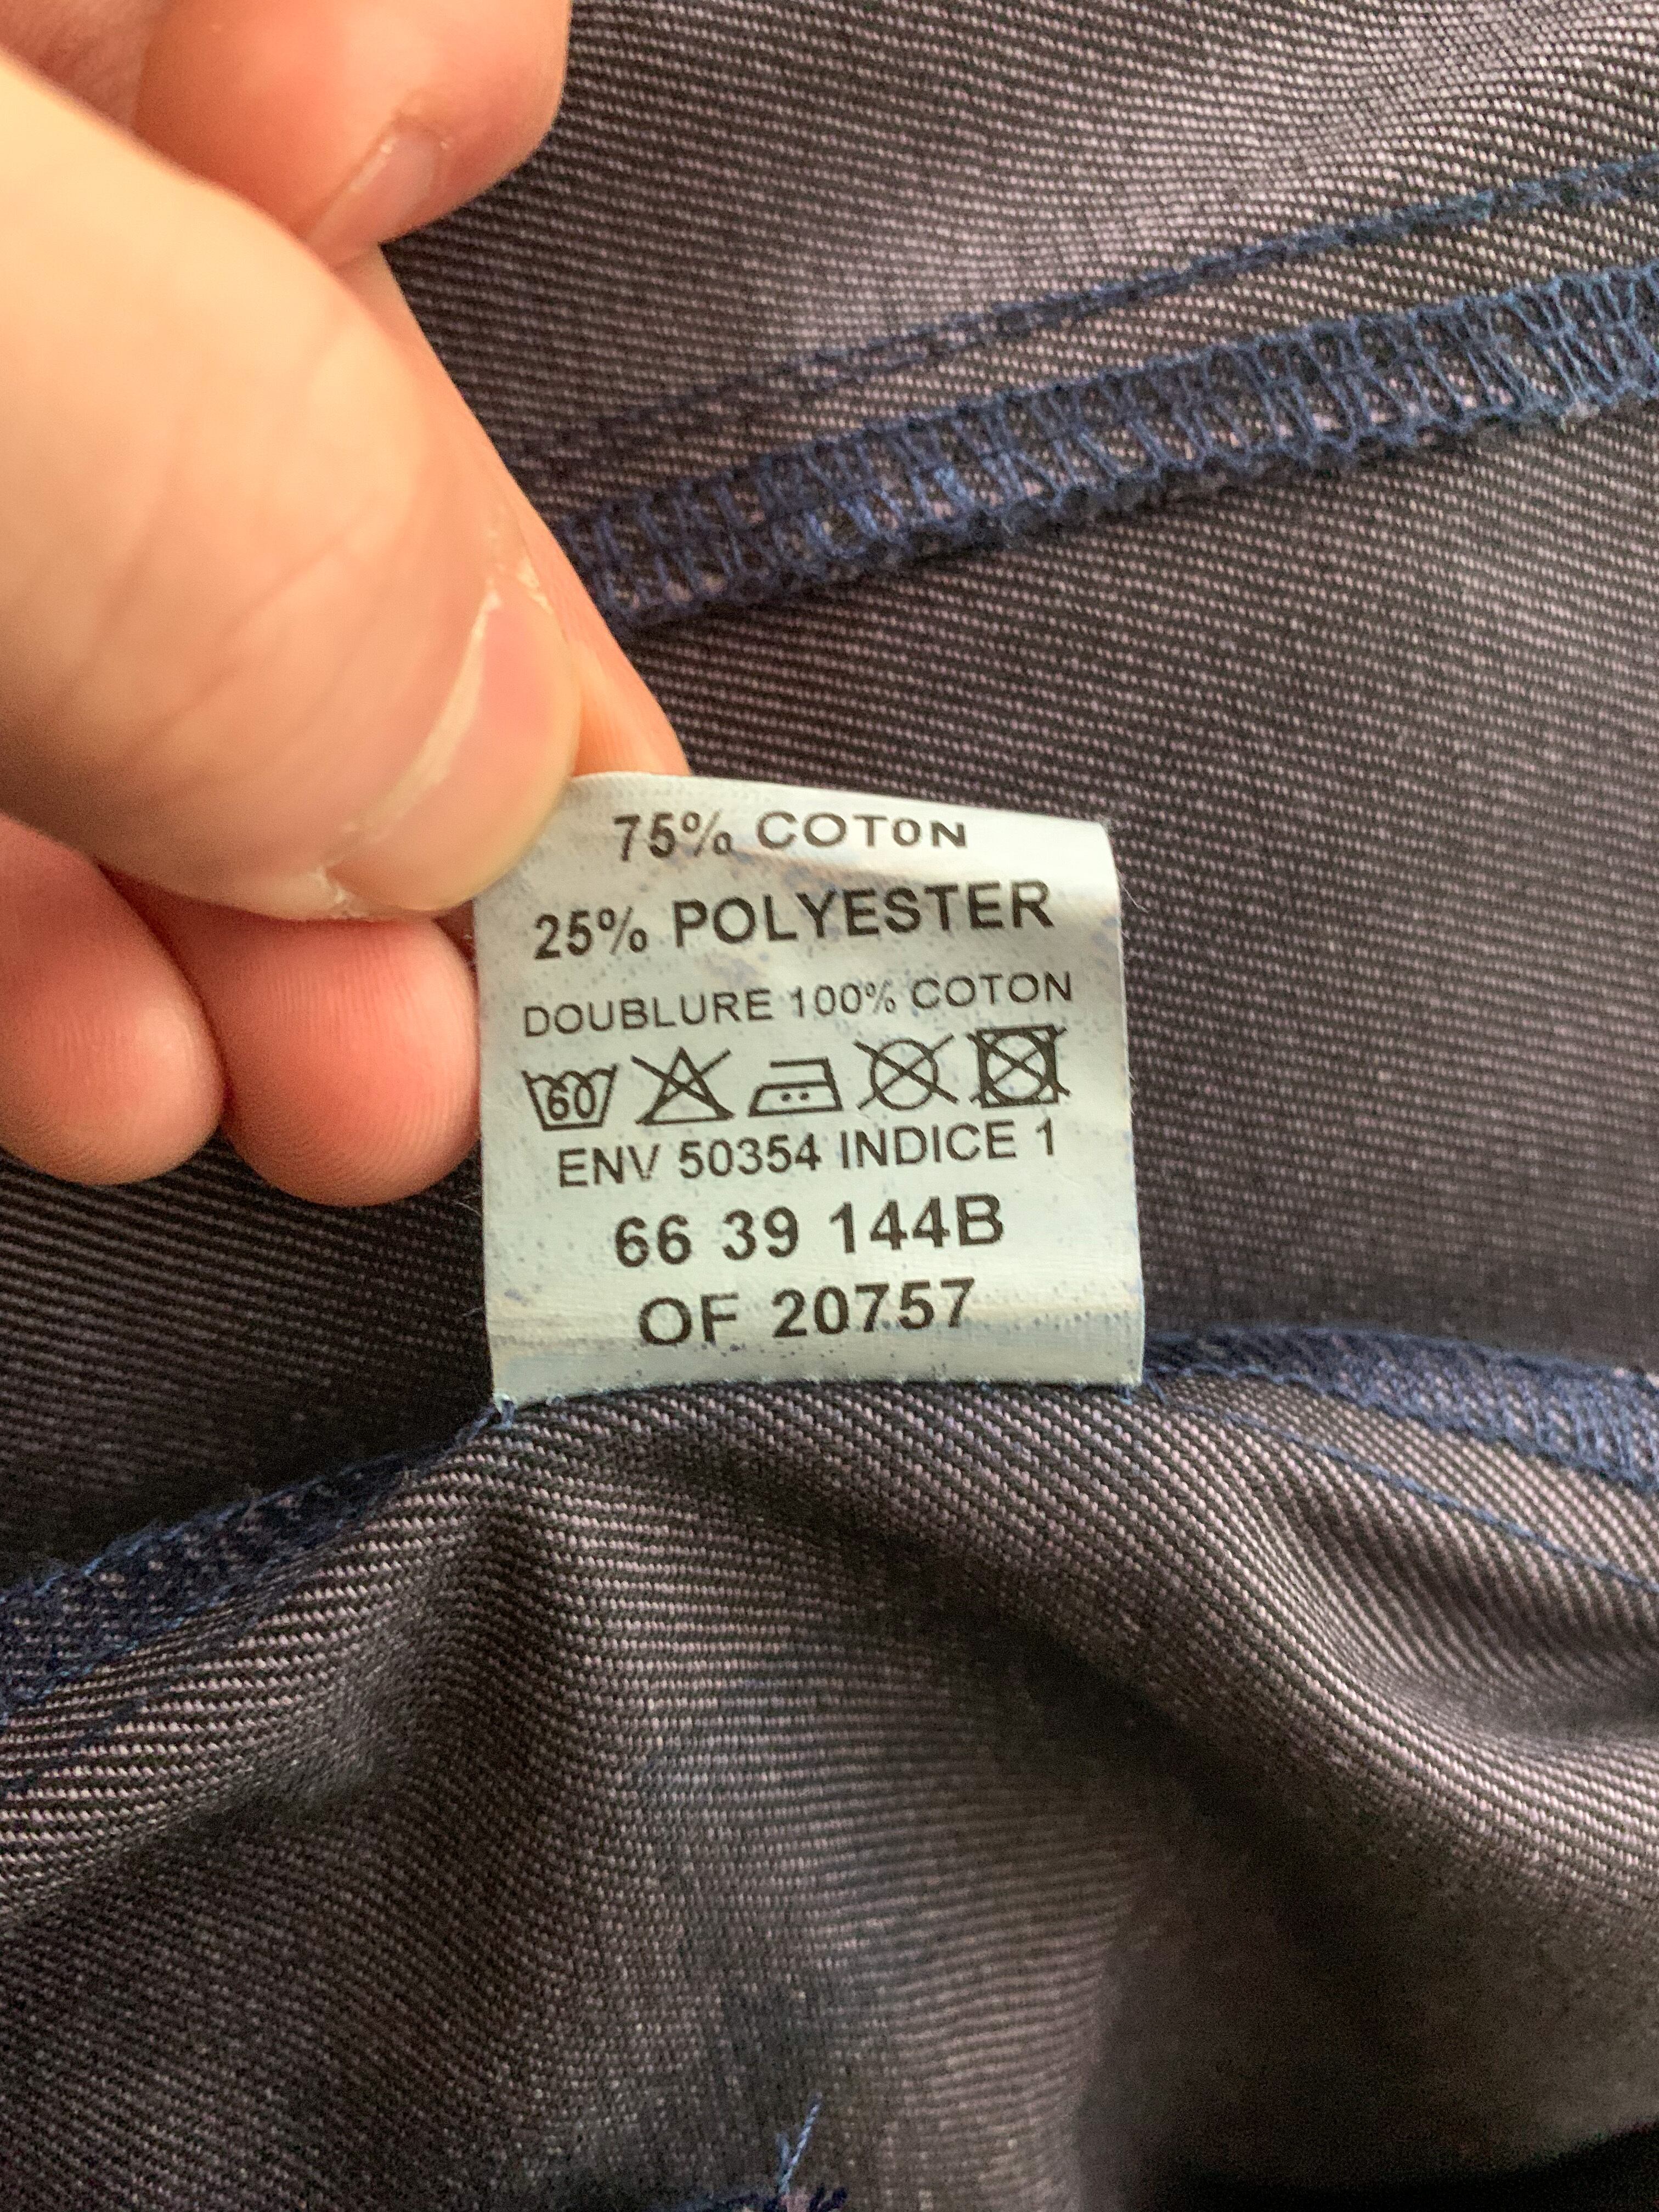 75% COTON
25% POLYESTER
DOUBLURE 100% COTON
60
ENV 50354 INDICE 1
66 39 144B
OF 20757